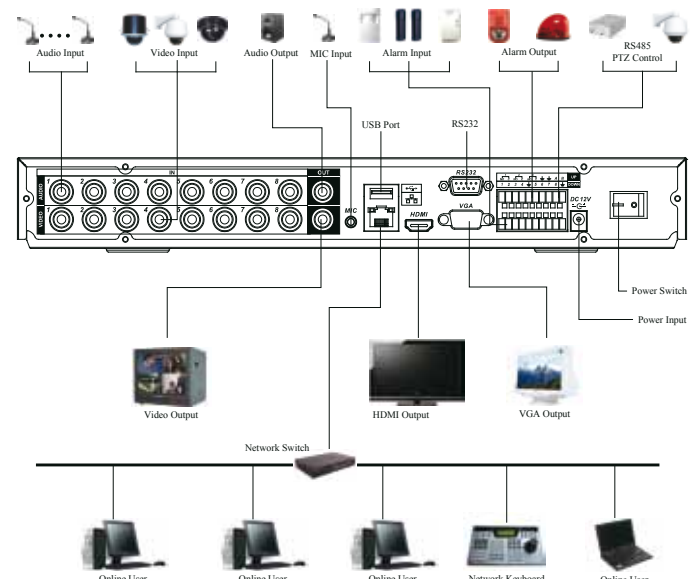 Audio Input
Video Input
Audio Output
MIC Input
Alarm Input
Alarm Output
RS485
PTZ Control
USB Port
RS232
IN
OUT
AUDIO
1 2 3 4 5 6 7 8
VIDEO
1 2 3 4 5 6 7 8
MIC
HDMI
RS232
VGA
UP
DOWN
DC 12V
Power Switch
Power Input
Video Output
HDMI Output
VGA Output
Network Switch
Online User
Online User
Online User
Network Keyboard
Online User